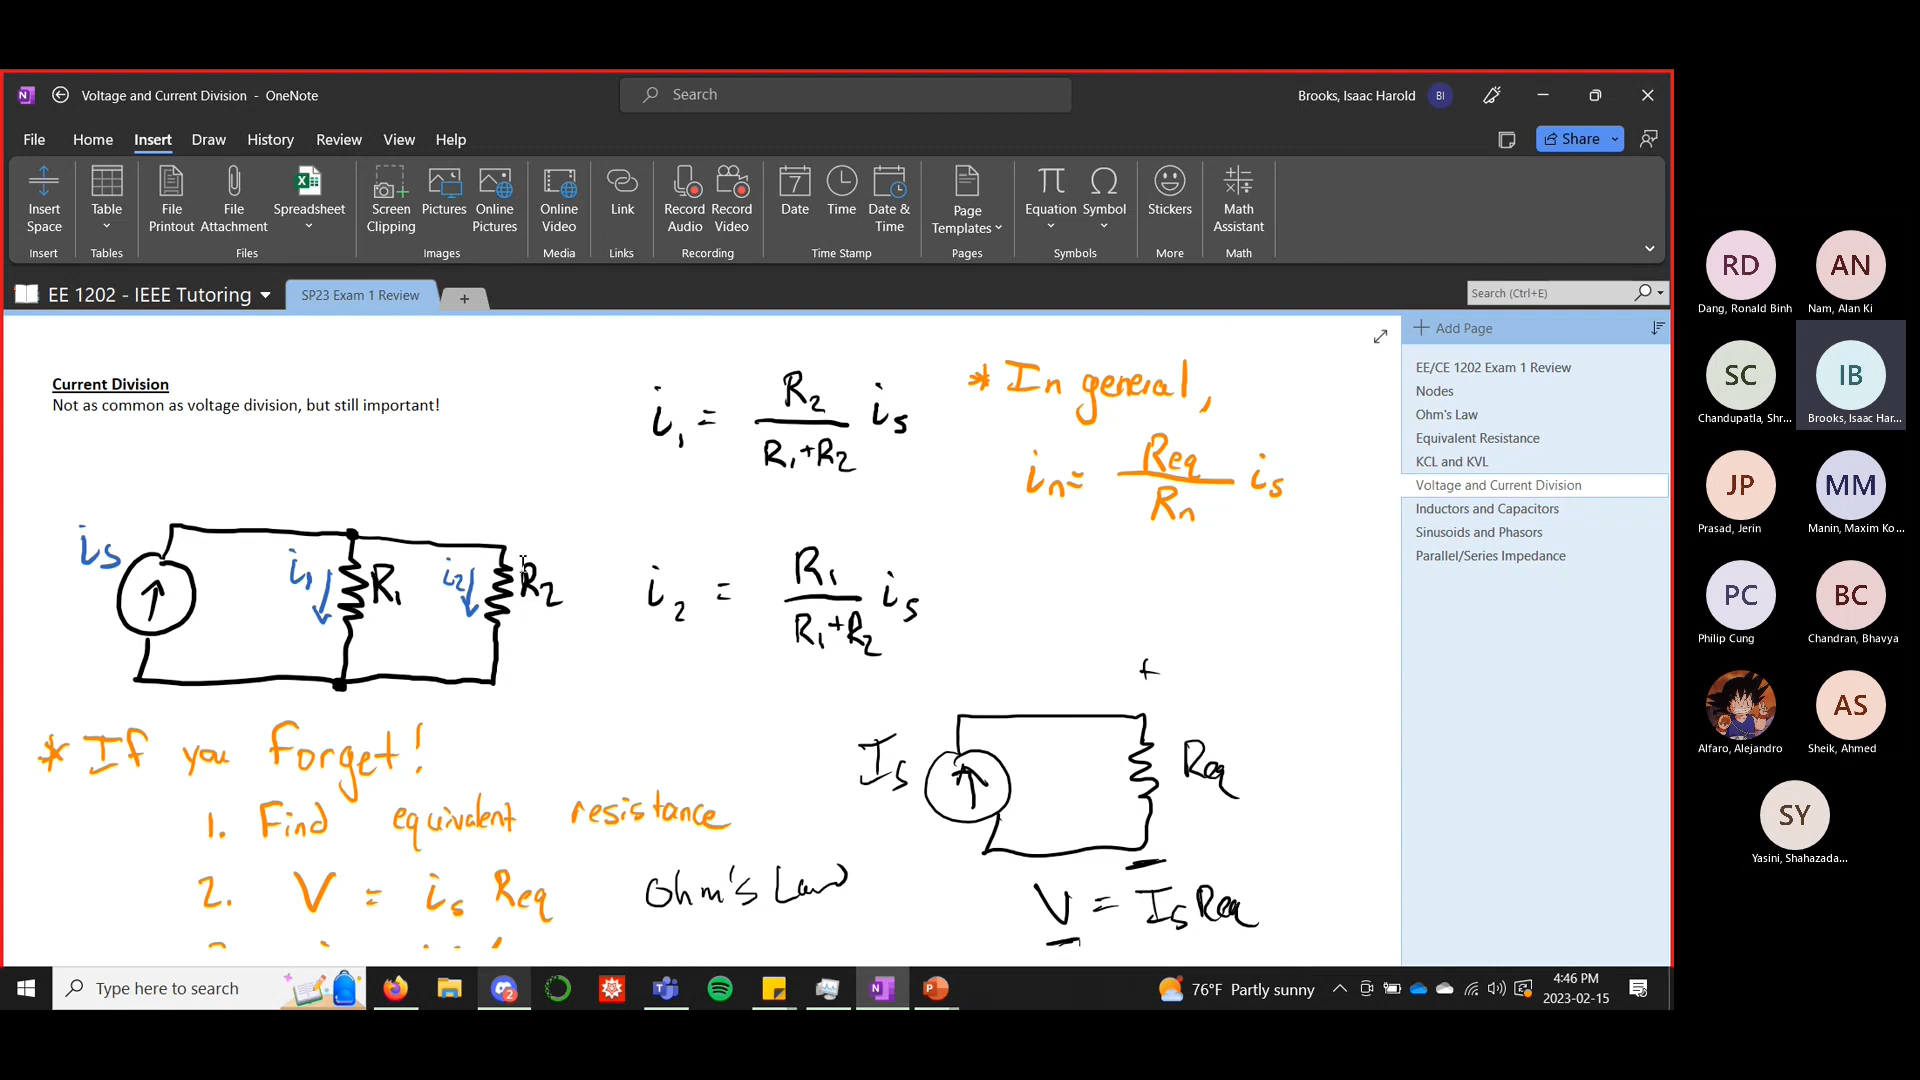 Voltage and Current Division - OneNote
Search
Brooks, Isaac Harold
BI
File Home Insert Draw History Review View Help
Share
Insert Space
Table
File Printout
File Attachment
Spreadsheet
Screen Clipping
Pictures
Online Pictures
Online Video
Link
Record Audio
Record Video
Date
Time
Date & Time
Page Templates
Equation
Symbol
Stickers
Math Assistant
Insert Tables Files Images Media Links Recording Time Stamp Pages Symbols More Math
EE 1202 - IEEE Tutoring
SP23 Exam 1 Review
Search (Ctrl+E)
Add Page
EE/CE 1202 Exam 1 Review
Nodes
Ohm's Law
Equivalent Resistance
KCL and KVL
Voltage and Current Division
Inductors and Capacitors
Sinusoids and Phasors
Parallel/Series Impedance
Current Division
Not as common as voltage division, but still important!
i₁ = R₂ / (R₁+R₂) is
* In general,
in = Req / Rn is
is i₁ R₁ i₂ R₂
i₂ = R₁ / (R₁+R₂) is
+
Is Req
* If you forget!
1. Find equivalent resistance
2. V = is Req Ohm's Law
V = Is Req
RD
Dang, Ronald Binh
AN
Nam, Alan Ki
SC
Chandupatla, Shr...
IB
Brooks, Isaac Har...
JP
Prasad, Jerin
MM
Manin, Maxim Ko...
PC
Philip Cung
BC
Chandran, Bhavya
Alfaro, Alejandro
AS
Sheik, Ahmed
SY
Yasini, Shahazada...
Type here to search
76°F Partly sunny
4:46 PM
2023-02-15